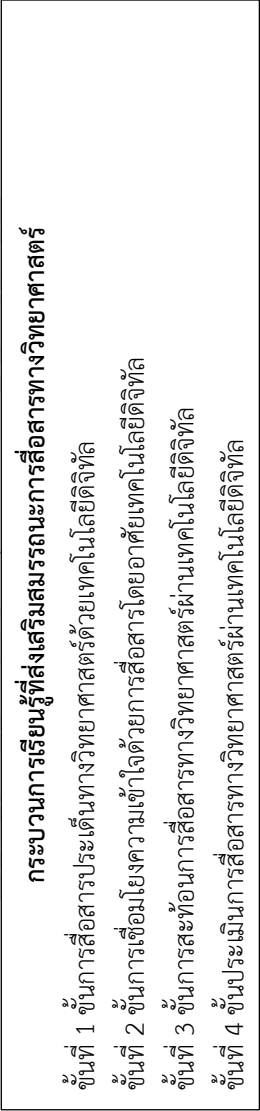 กระบวนการเรียนรู้ที่ส่งเสริมสมรรถนะการสื่อสารทางวิทยาศาสตร์
ขั้นที่ 1 ขั้นการสื่อสารประเด็นทางวิทยาศาสตร์ด้วยเทคโนโลยีดิจิทัล
ขั้นที่ 2 ขั้นการเชื่อมโยงความเข้าใจด้วยการสื่อสารโดยอาศัยเทคโนโลยีดิจิทัล
ขั้นที่ 3 ขั้นการสะท้อนการสื่อสารทางวิทยาศาสตร์ผ่านเทคโนโลยีดิจิทัล
ขั้นที่ 4 ขั้นประเมินการสื่อสารทางวิทยาศาสตร์ผ่านเทคโนโลยีดิจิทัล